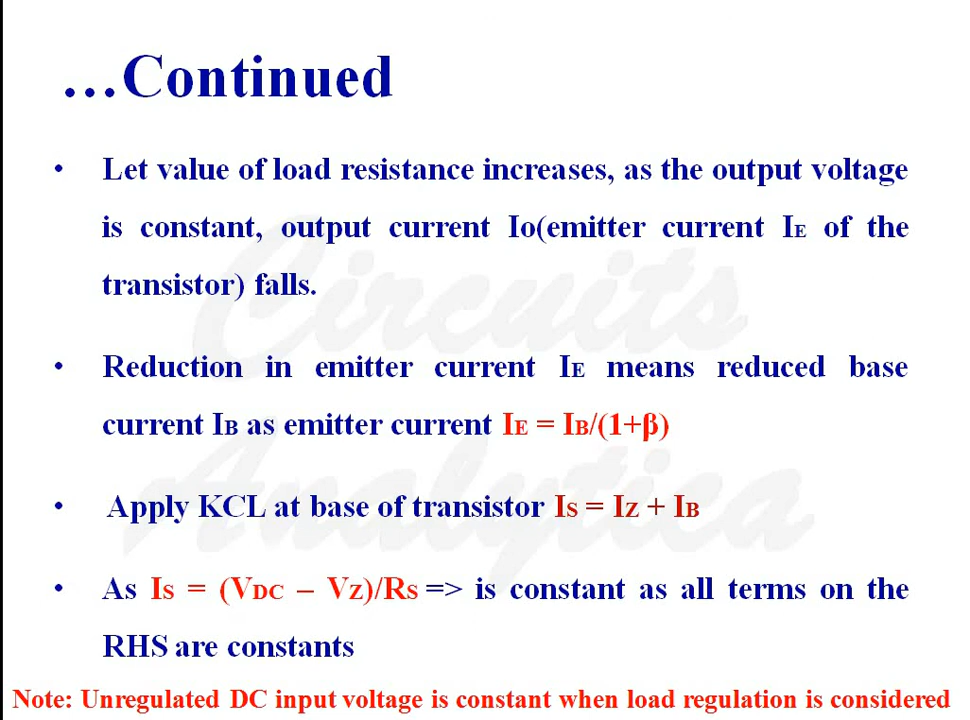 ...Continued
• Let value of load resistance increases, as the output voltage
is constant, output current Io(emitter current IE of the
transistor) falls.
• Reduction in emitter current IE means reduced base
current IB as emitter current IE = IB/(1+β)
• Apply KCL at base of transistor IS = IZ + IB
• As IS = (VDC – VZ)/RS => is constant as all terms on the
RHS are constants
Note: Unregulated DC input voltage is constant when load regulation is considered
Circuits
Analytica